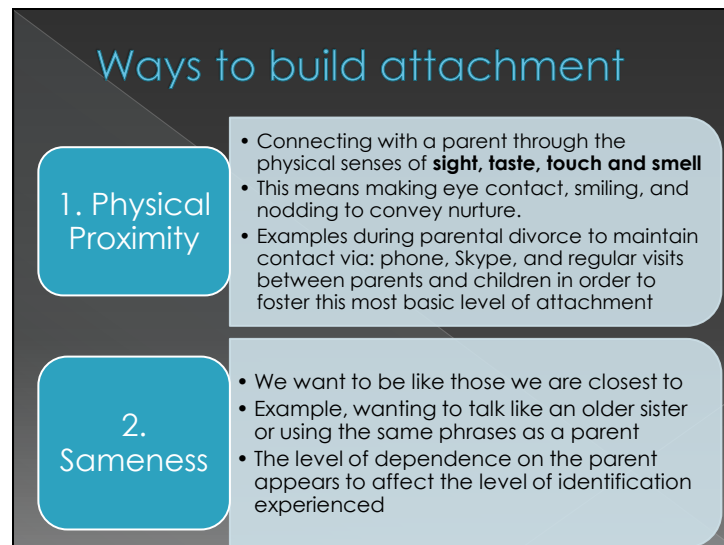 Ways to build attachment
1. Physical
Proximity
• Connecting with a parent through the
physical senses of sight, taste, touch and smell
• This means making eye contact, smiling, and
nodding to convey nurture.
• Examples during parental divorce to maintain
contact via: phone, Skype, and regular visits
between parents and children in order to
foster this most basic level of attachment
2.
Sameness
• We want to be like those we are closest to
• Example, wanting to talk like an older sister
or using the same phrases as a parent
• The level of dependence on the parent
appears to affect the level of identification
experienced